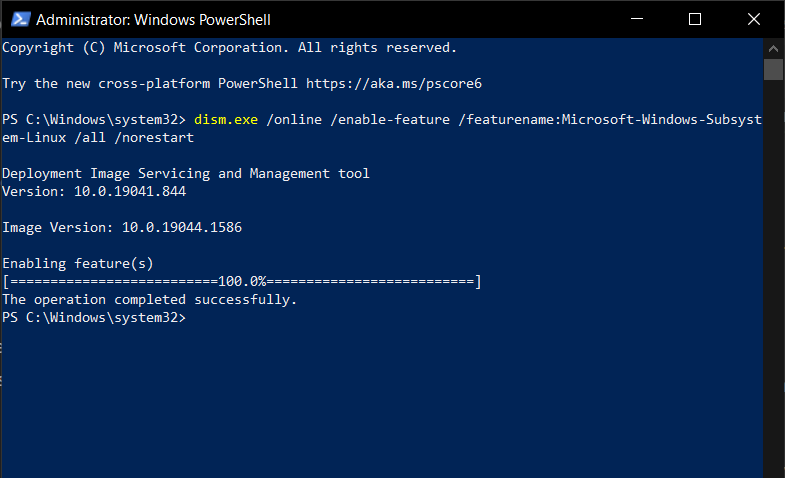 Administrator: Windows PowerShell
Copyright (C) Microsoft Corporation. All rights reserved.
Try the new cross-platform PowerShell https://aka.ms/pscore6
PS C:\Windows\system32> dism.exe /online /enable-feature /featurename:Microsoft-Windows-Subsyst
em-Linux /all /norestart
Deployment Image Servicing and Management tool
Version: 10.0.19041.844
Image Version: 10.0.19044.1586
Enabling feature(s)
[==========================100.0%==========================]
The operation completed successfully.
PS C:\Windows\system32>